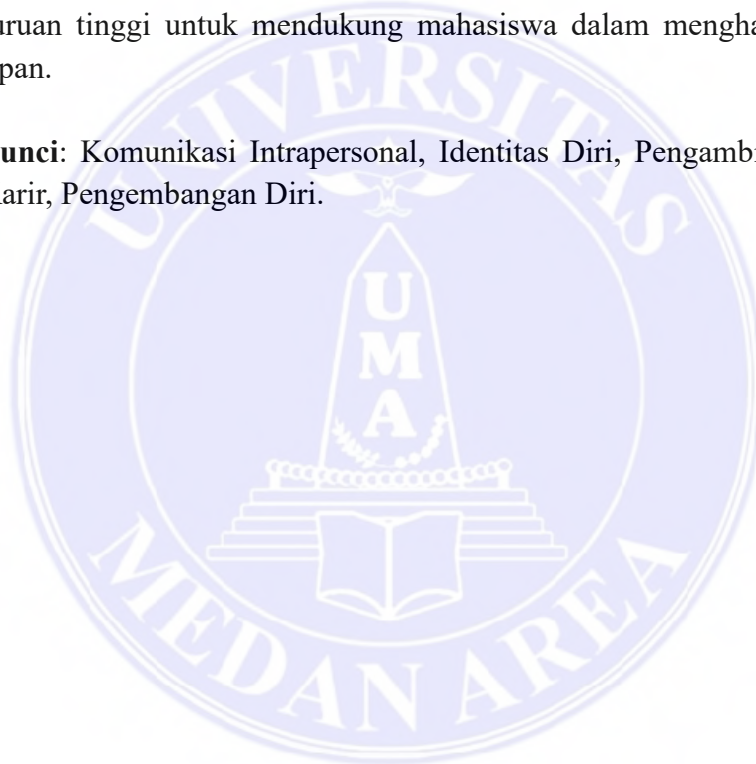 uruan tinggi untuk mendukung mahasiswa dalam mengha
pan.
unci: Komunikasi Intrapersonal, Identitas Diri, Pengambi
arir, Pengembangan Diri.
UNIVERSITAS
UMA
MEDAN AREA